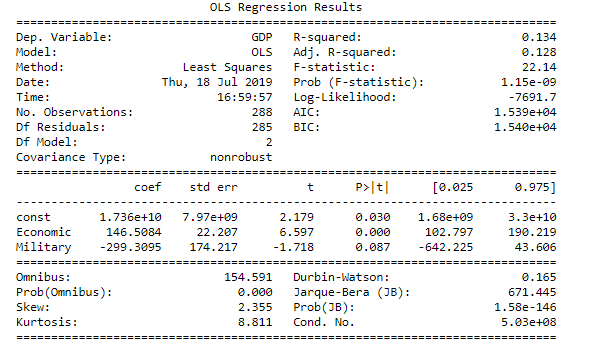 OLS Regression Results
==============================================================================
Dep. Variable: GDP R-squared: 0.134
Model: OLS Adj. R-squared: 0.128
Method: Least Squares F-statistic: 22.14
Date: Thu, 18 Jul 2019 Prob (F-statistic): 1.15e-09
Time: 16:59:57 Log-Likelihood: -7691.7
No. Observations: 288 AIC: 1.539e+04
Df Residuals: 285 BIC: 1.540e+04
Df Model: 2
Covariance Type: nonrobust
==============================================================================
coef std err t P>|t| [0.025 0.975]
------------------------------------------------------------------------------
const 1.736e+10 7.97e+09 2.179 0.030 1.68e+09 3.3e+10
Economic 146.5084 22.207 6.597 0.000 102.797 190.219
Military -299.3095 174.217 -1.718 0.087 -642.225 43.606
==============================================================================
Omnibus: 154.591 Durbin-Watson: 0.165
Prob(Omnibus): 0.000 Jarque-Bera (JB): 671.445
Skew: 2.355 Prob(JB): 1.58e-146
Kurtosis: 8.811 Cond. No. 5.03e+08
==============================================================================